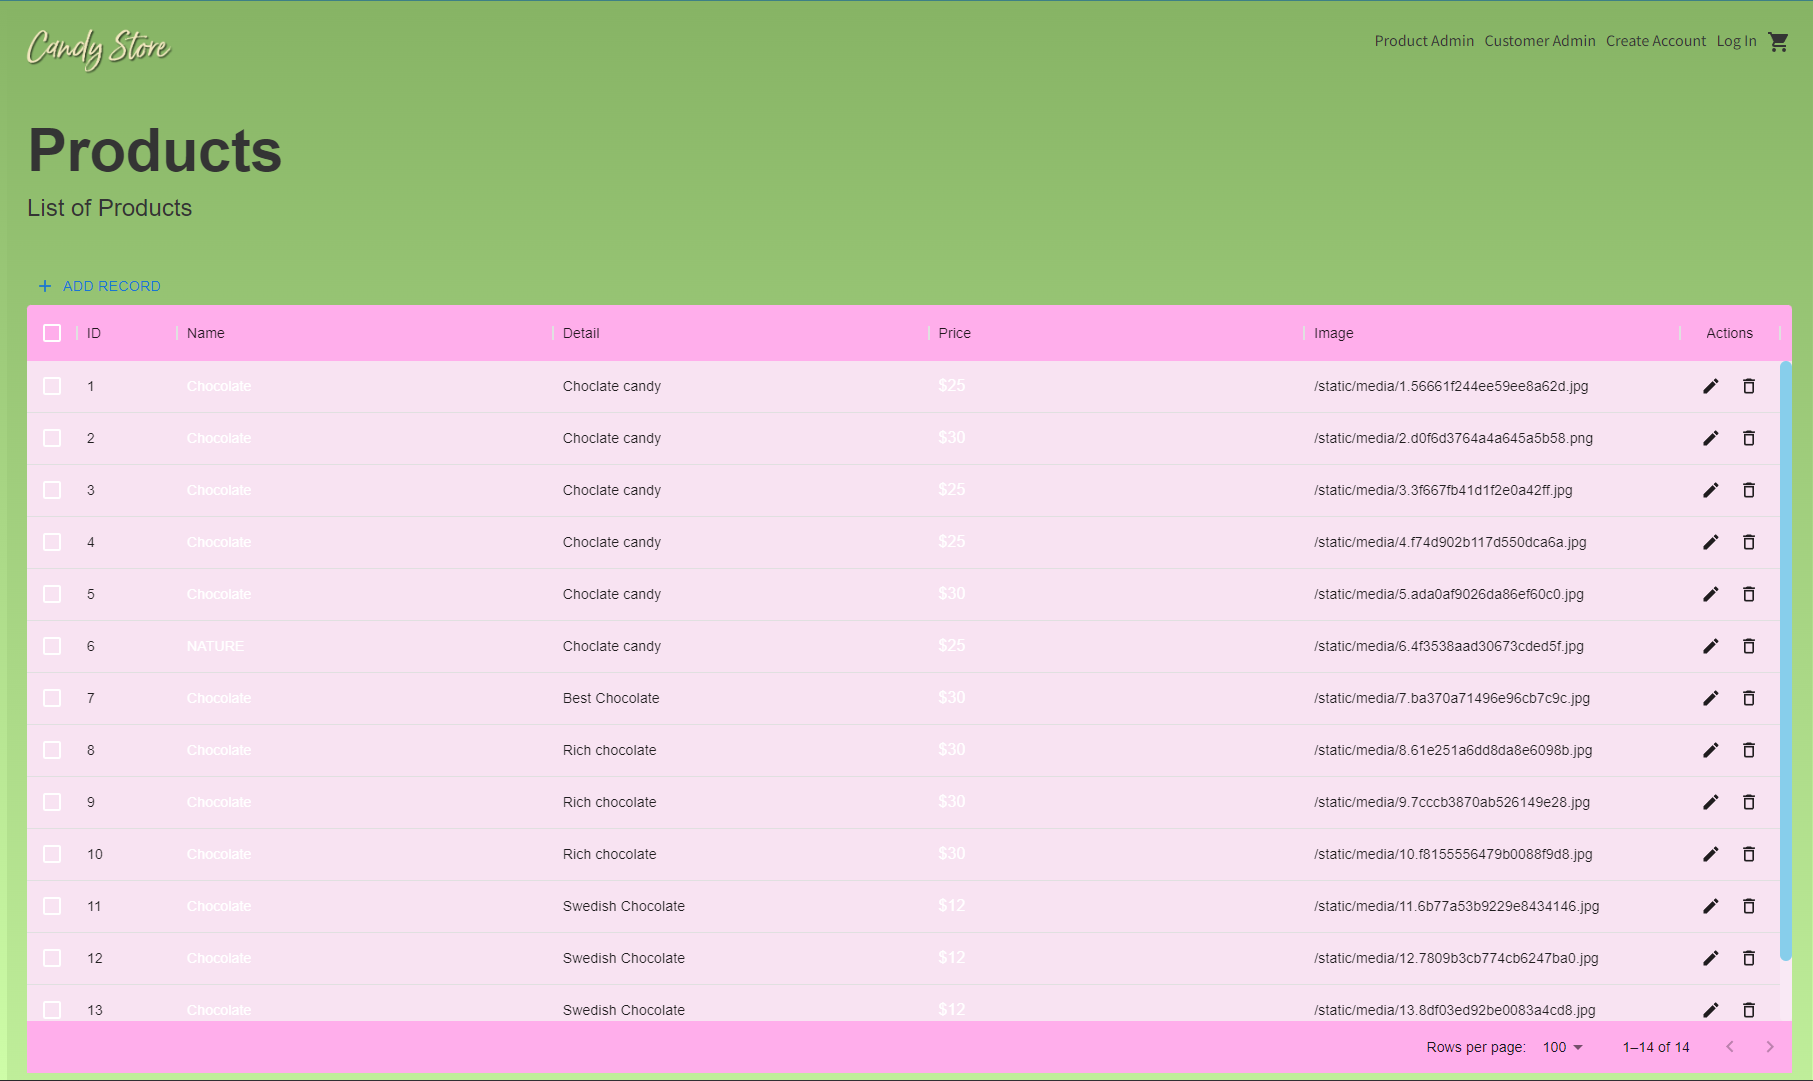 Candy Store
Product Admin Customer Admin Create Account Log In
Products
List of Products
ADD RECORD
ID Name Detail Price Image Actions
1 Chocolate Choclate candy $25 /static/media/1.56661f244ee59ee8a62d.jpg
2 Chocolate Choclate candy $30 /static/media/2.d0f6d3764a4a645a5b58.png
3 Chocolate Choclate candy $25 /static/media/3.3f667fb41d1f2e0a42ff.jpg
4 Chocolate Choclate candy $25 /static/media/4.f74d902b117d550dca6a.jpg
5 Chocolate Choclate candy $30 /static/media/5.ada0af9026da86ef60c0.jpg
6 NATURE Choclate candy $25 /static/media/6.4f3538aad30673cded5f.jpg
7 Chocolate Best Chocolate $30 /static/media/7.ba370a71496e96cb7c9c.jpg
8 Chocolate Rich chocolate $30 /static/media/8.61e251a6dd8da8e6098b.jpg
9 Chocolate Rich chocolate $30 /static/media/9.7cccb3870ab526149e28.jpg
10 Chocolate Rich chocolate $30 /static/media/10.f8155556479b0088f9d8.jpg
11 Chocolate Swedish Chocolate $12 /static/media/11.6b77a53b9229e8434146.jpg
12 Chocolate Swedish Chocolate $12 /static/media/12.7809b3cb774cb6247ba0.jpg
13 Chocolate Swedish Chocolate $12 /static/media/13.8df03ed92be0083a4cd8.jpg
Rows per page: 100 1–14 of 14